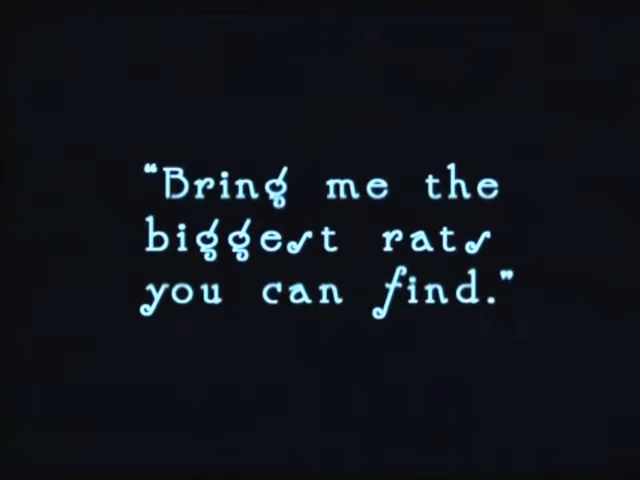 “Bring me the
biggest rats
you can find.”